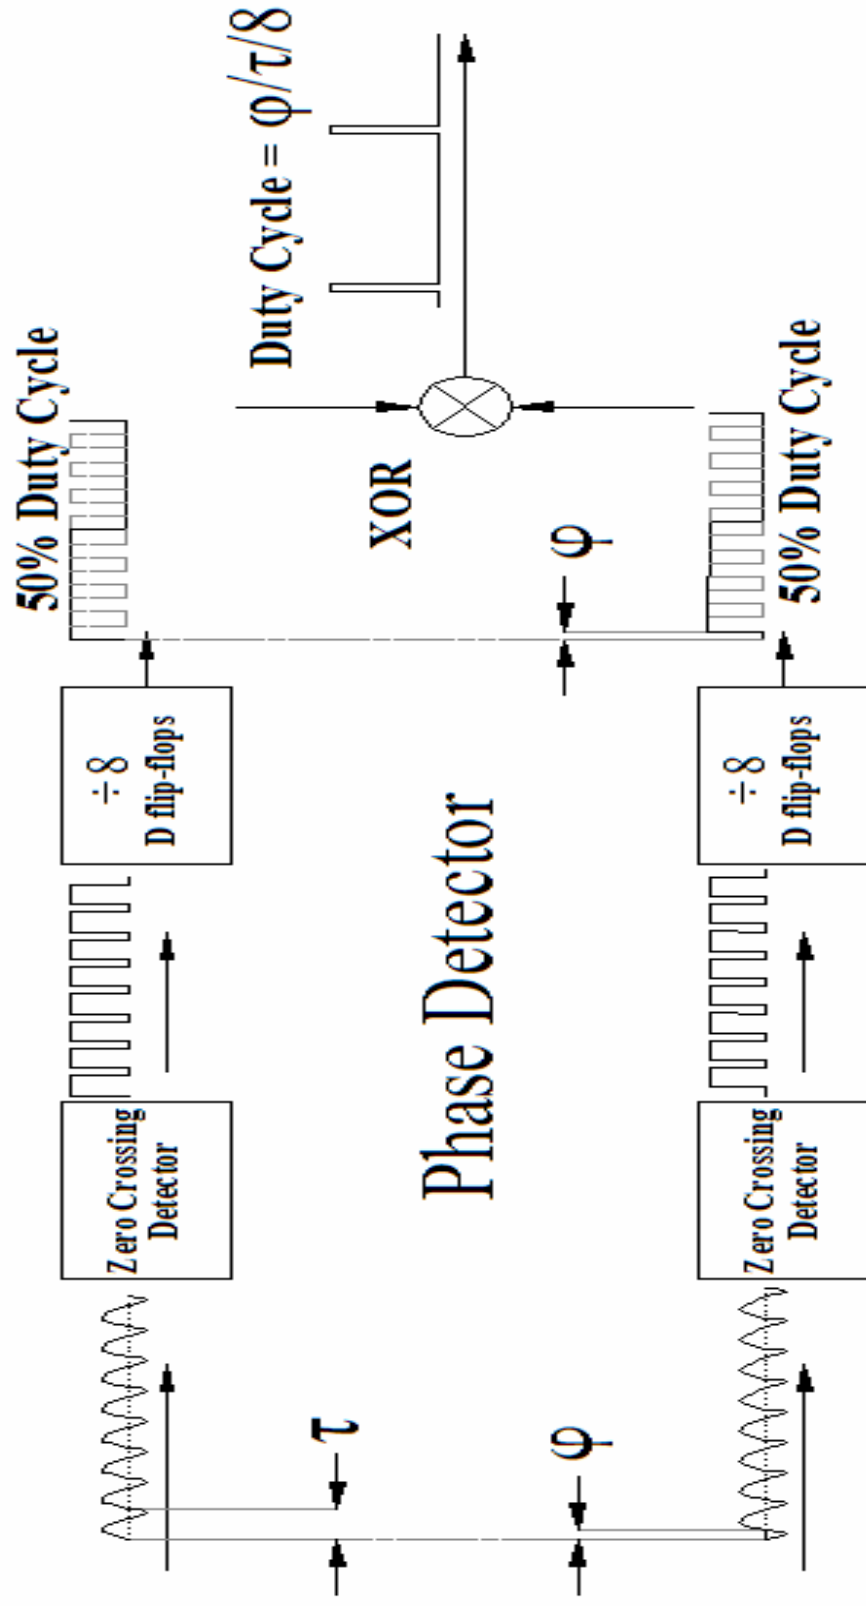 50% Duty Cycle
Duty Cycle = φ/τ/8
÷8
D flip-flops
XOR
Zero Crossing
Detector
τ
Phase Detector
φ
φ
Zero Crossing
Detector
÷8
D flip-flops
50% Duty Cycle